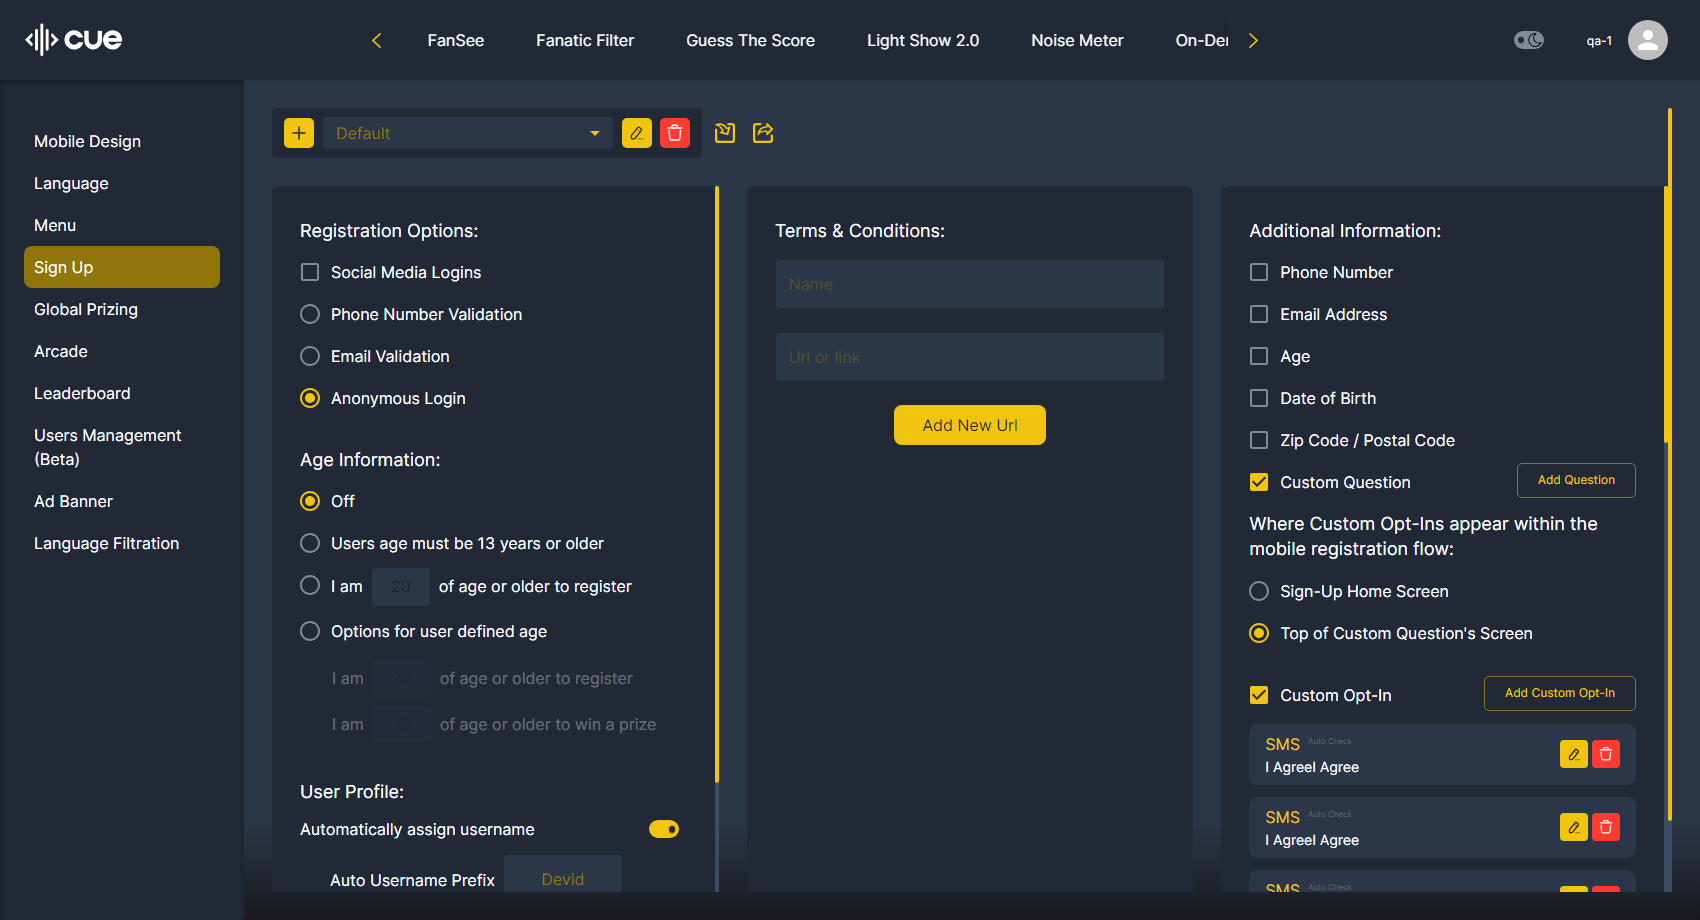 cue
FanSee
Fanatic Filter
Guess The Score
Light Show 2.0
Noise Meter
On-De
qa-1
Mobile Design
Language
Menu
Sign Up
Global Prizing
Arcade
Leaderboard
Users Management
(Beta)
Ad Banner
Language Filtration
Default
Registration Options:
Social Media Logins
Phone Number Validation
Email Validation
Anonymous Login
Age Information:
Off
Users age must be 13 years or older
I am 20 of age or older to register
Options for user defined age
I am 20 of age or older to register
I am of age or older to win a prize
User Profile:
Automatically assign username
Auto Username Prefix Devid
Terms & Conditions:
Name
Url or link
Add New Url
Additional Information:
Phone Number
Email Address
Age
Date of Birth
Zip Code / Postal Code
Custom Question
Add Question
Where Custom Opt-Ins appear within the
mobile registration flow:
Sign-Up Home Screen
Top of Custom Question's Screen
Custom Opt-In
Add Custom Opt-In
SMS Auto Check
I AgreeI Agree
SMS Auto Check
I AgreeI Agree
SMS Auto Check